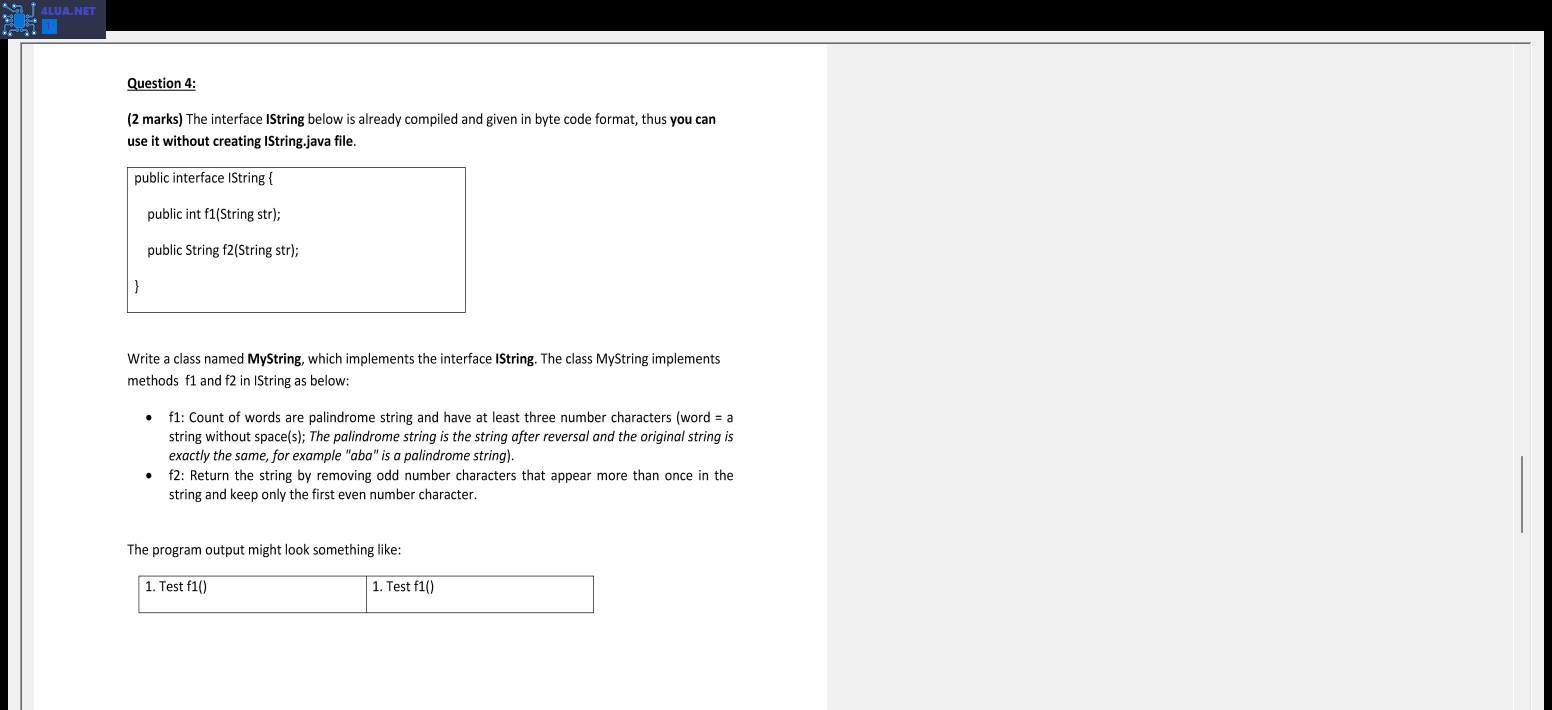 4LUA.NET
Question 4:
(2 marks) The interface IString below is already compiled and given in byte code format, thus you can
use it without creating IString.java file.
public interface IString {
public int f1(String str);
public String f2(String str);
}
Write a class named MyString, which implements the interface IString. The class MyString implements
methods f1 and f2 in IString as below:
• f1: Count of words are palindrome string and have at least three number characters (word = a
string without space(s); The palindrome string is the string after reversal and the original string is
exactly the same, for example "aba" is a palindrome string).
• f2: Return the string by removing odd number characters that appear more than once in the
string and keep only the first even number character.
The program output might look something like:
1. Test f1() 1. Test f1()